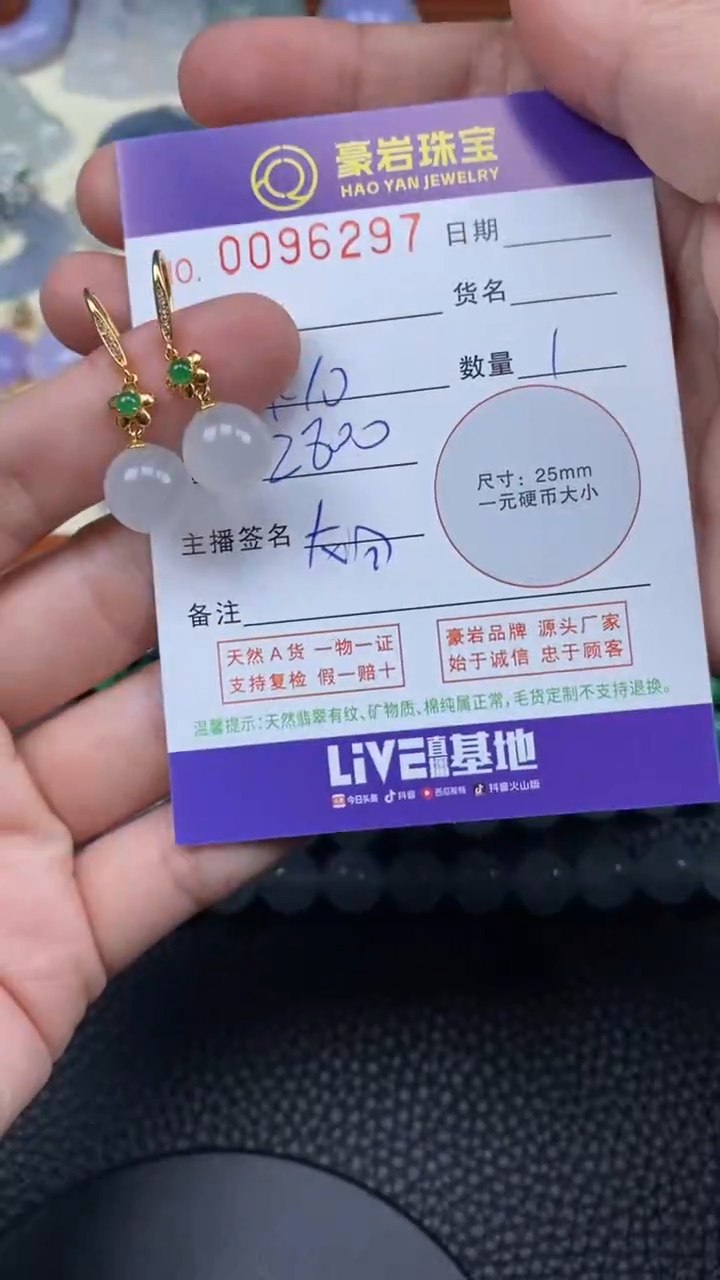 豪岩珠宝
HAO YAN JEWELRY
NO. 0096297 日期
货名
数量 1
2800
尺寸：25mm
一元硬币大小
主播签名
备注
天然A货 一物一证
支持复检 假一赔十
豪岩品牌 源头厂家
始于诚信 忠于顾客
温馨提示：天然翡翠有纹、矿物质、棉纯属正常，毛货定制不支持退换。
LiVE直播基地
今日头条 抖音 西瓜视频 抖音火山版